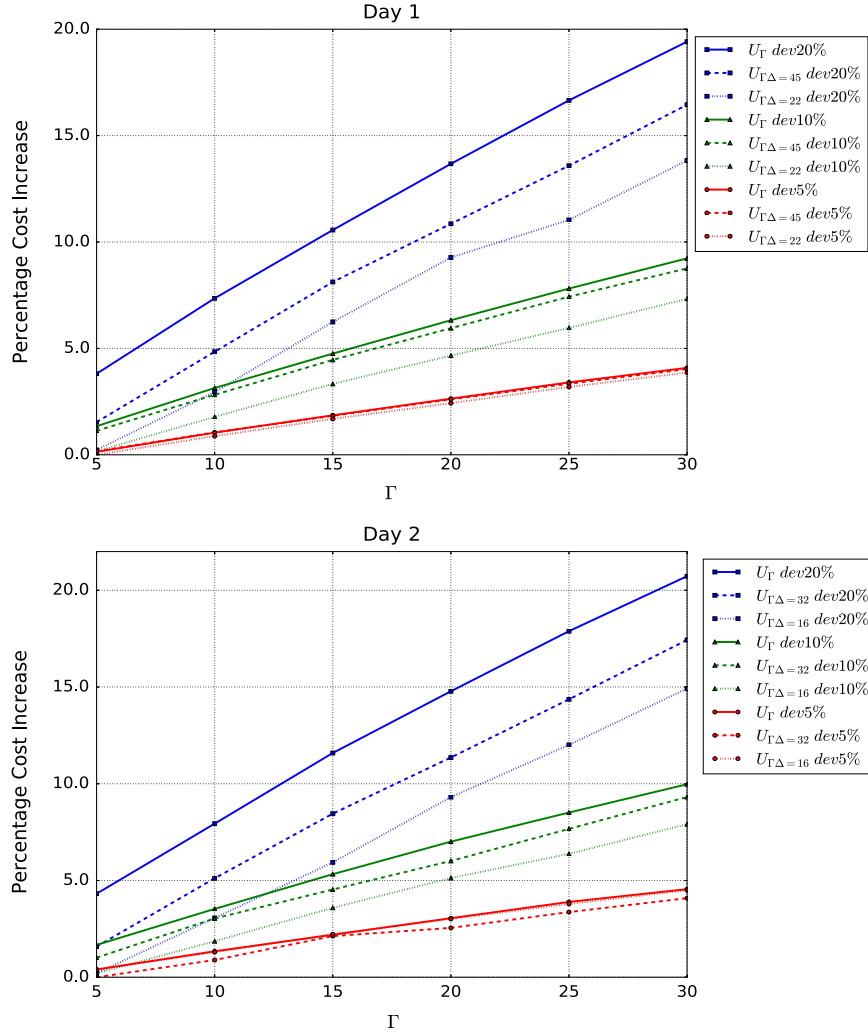 Day 1
20.0
15.0
10.0
5.0
0.0
Percentage Cost Increase
5 10 15 20 25 30
Γ
U_Γ dev20%
U_ΓΔ=45 dev20%
U_ΓΔ=22 dev20%
U_Γ dev10%
U_ΓΔ=45 dev10%
U_ΓΔ=22 dev10%
U_Γ dev5%
U_ΓΔ=45 dev5%
U_ΓΔ=22 dev5%
Day 2
20.0
15.0
10.0
5.0
0.0
Percentage Cost Increase
5 10 15 20 25 30
Γ
U_Γ dev20%
U_ΓΔ=32 dev20%
U_ΓΔ=16 dev20%
U_Γ dev10%
U_ΓΔ=32 dev10%
U_ΓΔ=16 dev10%
U_Γ dev5%
U_ΓΔ=32 dev5%
U_ΓΔ=16 dev5%